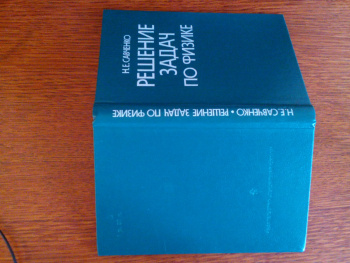 Н.Е.САВЧЕНКО
РЕШЕНИЕ
ЗАДАЧ
ПО ФИЗИКЕ
Н.Е.САВЧЕНКО • РЕШЕНИЕ ЗАДАЧ ПО ФИЗИКЕ